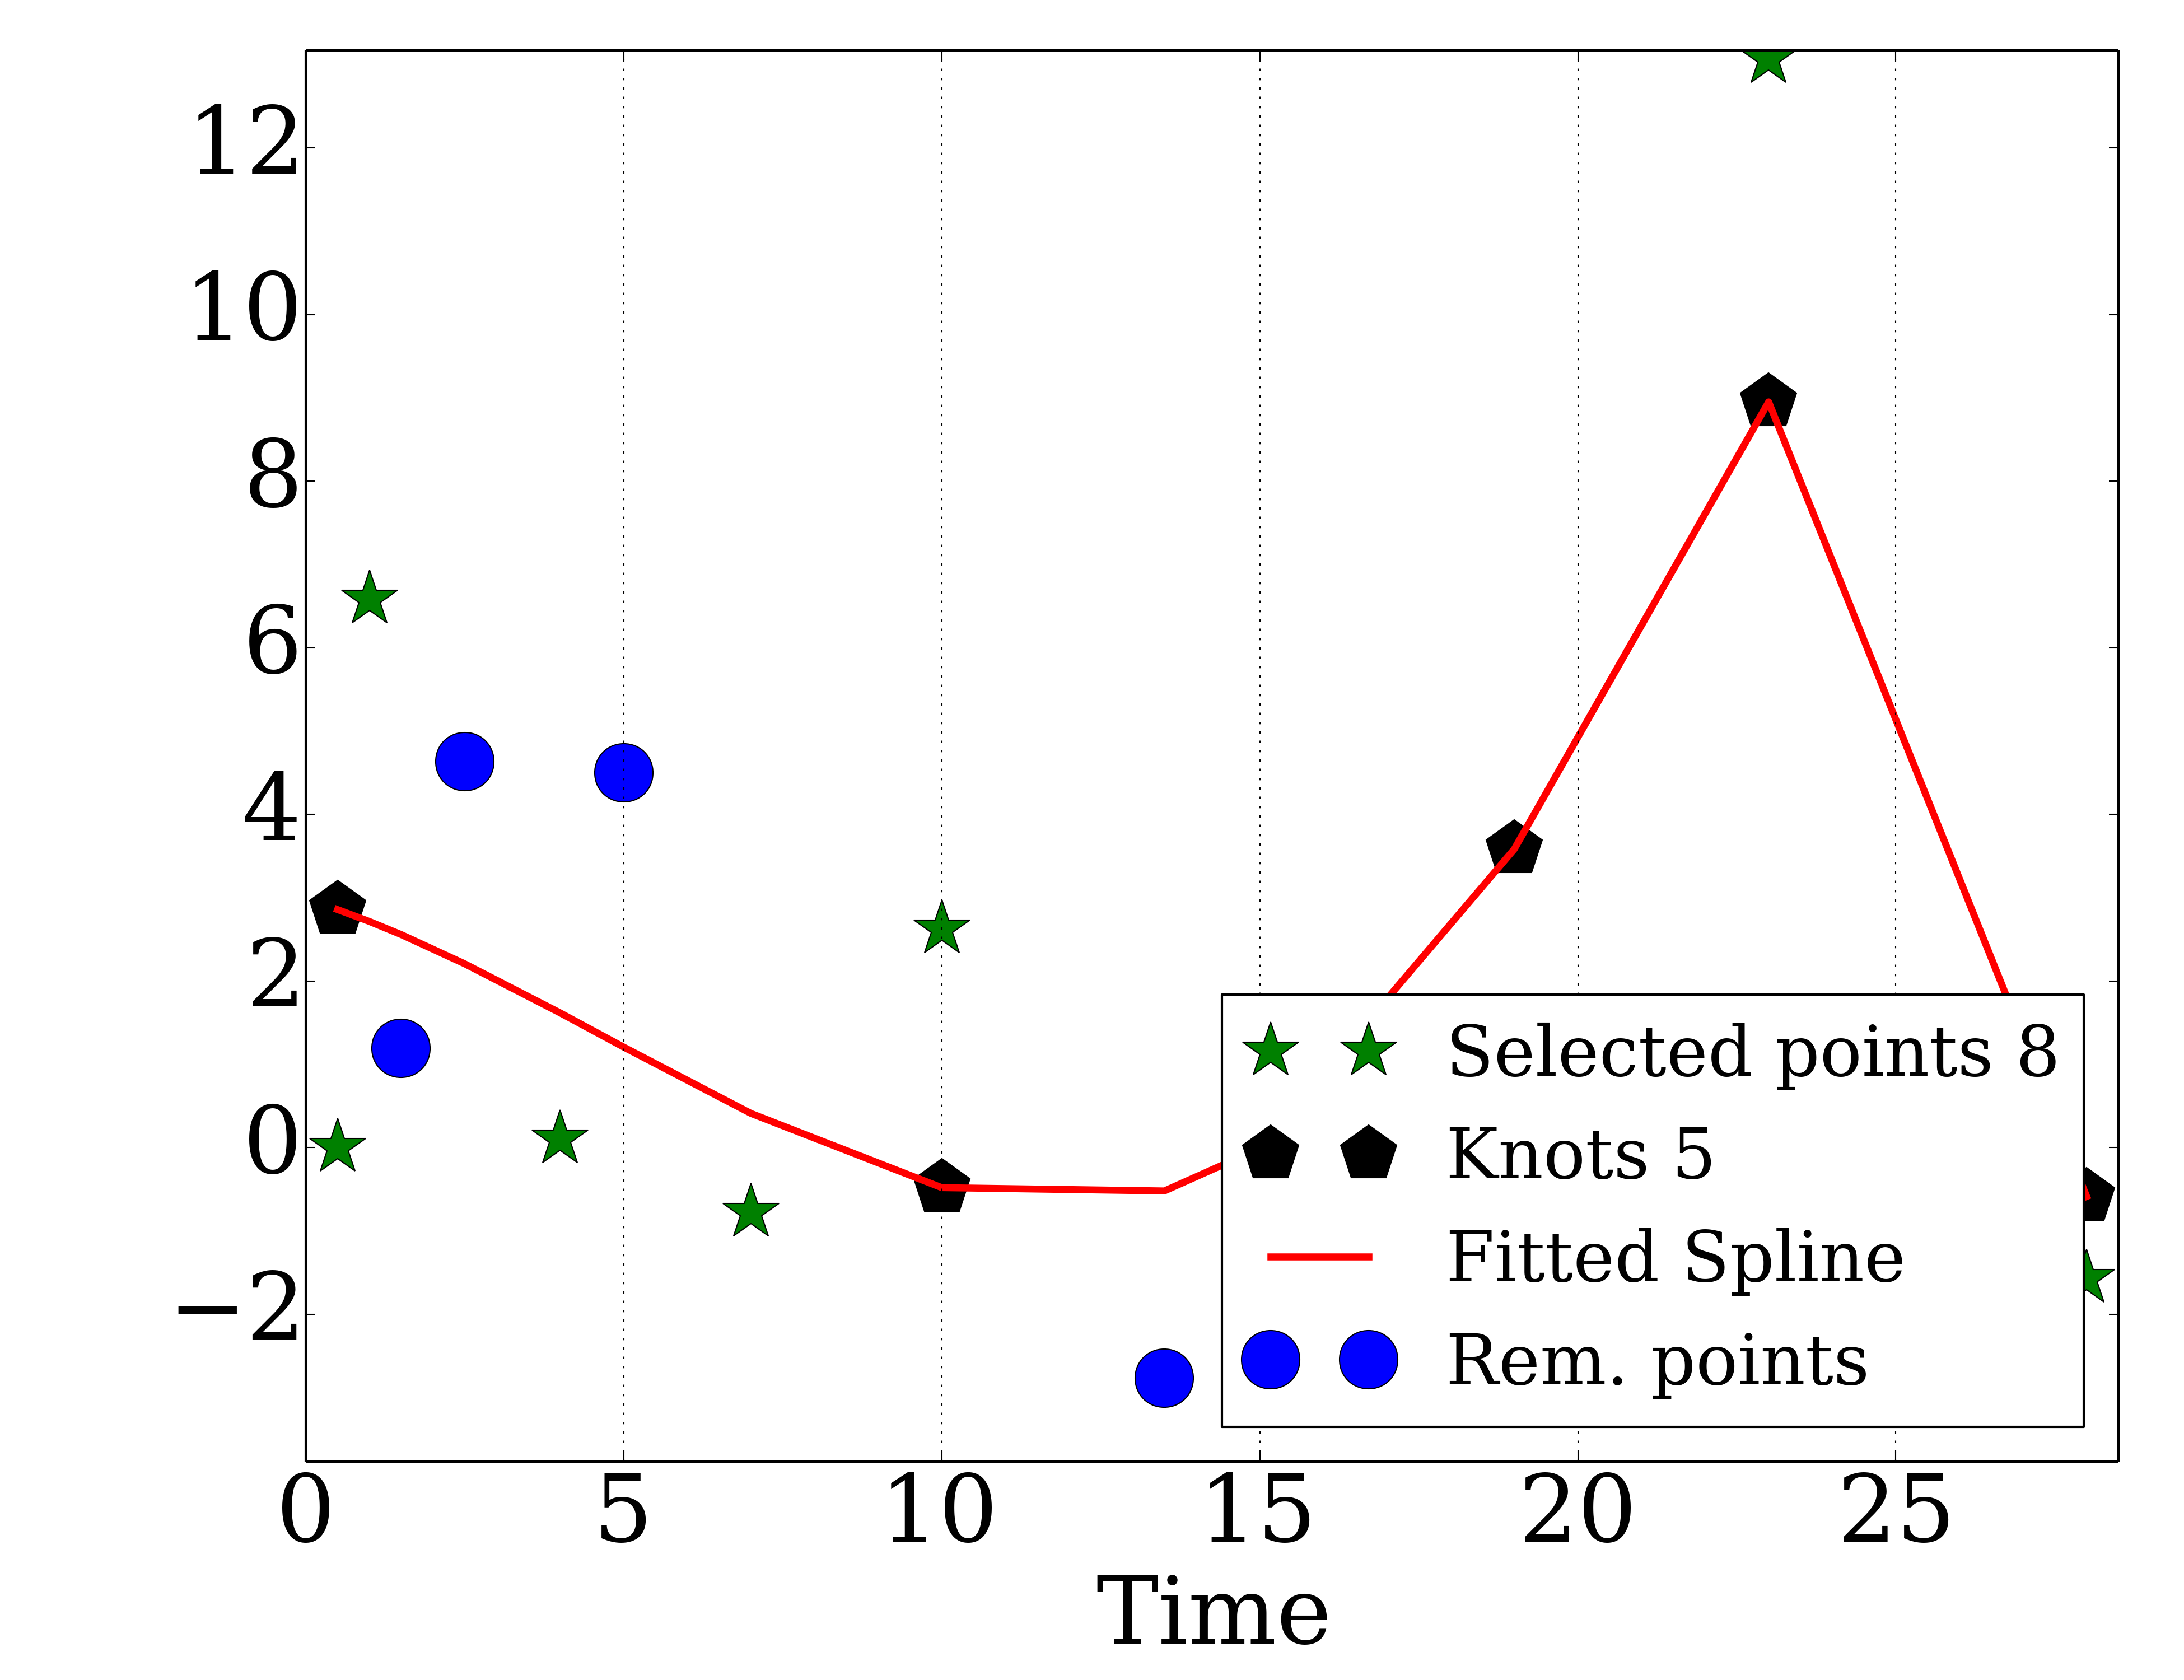 12
10
8
6
4
2
0
−2
Selected points 8
Knots 5
Fitted Spline
Rem. points
0 5 10 15 20 25
Time